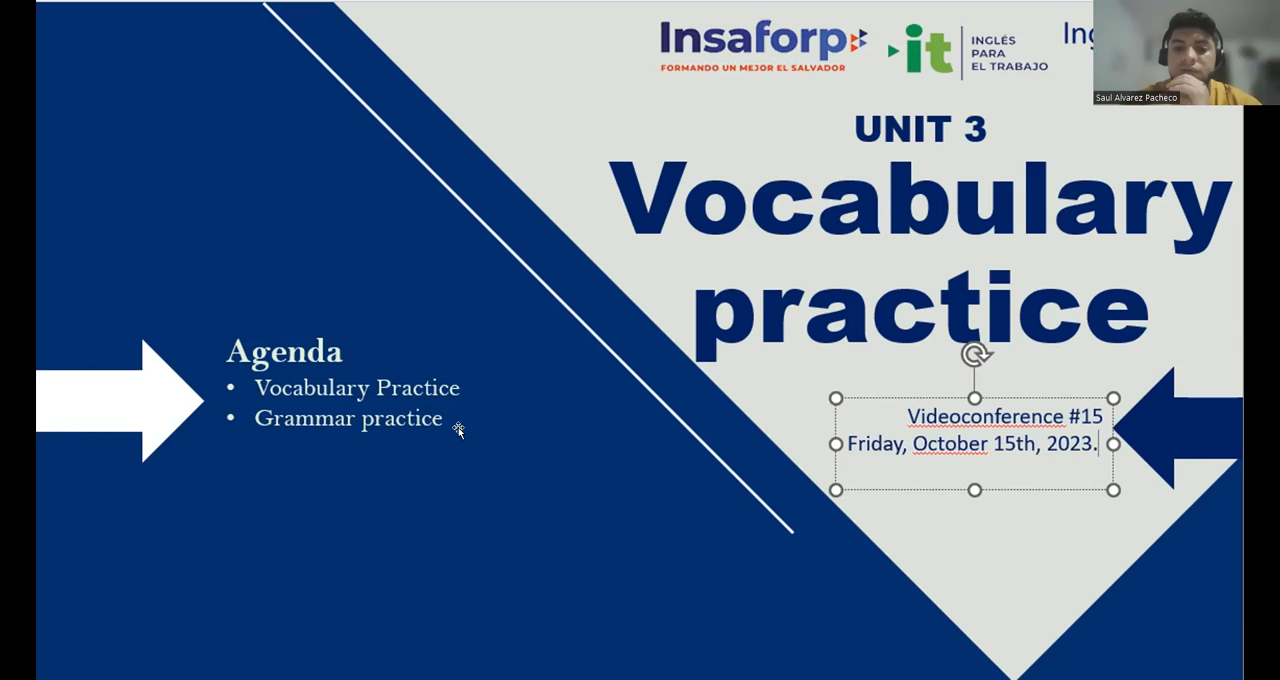 Insaforp
FORMANDO UN MEJOR EL SALVADOR
it
INGLÉS
PARA
EL TRABAJO
Saul Alvarez Pacheco
UNIT 3
Vocabulary
practice
Agenda
• Vocabulary Practice
• Grammar practice
Videoconference #15
Friday, October 15th, 2023.